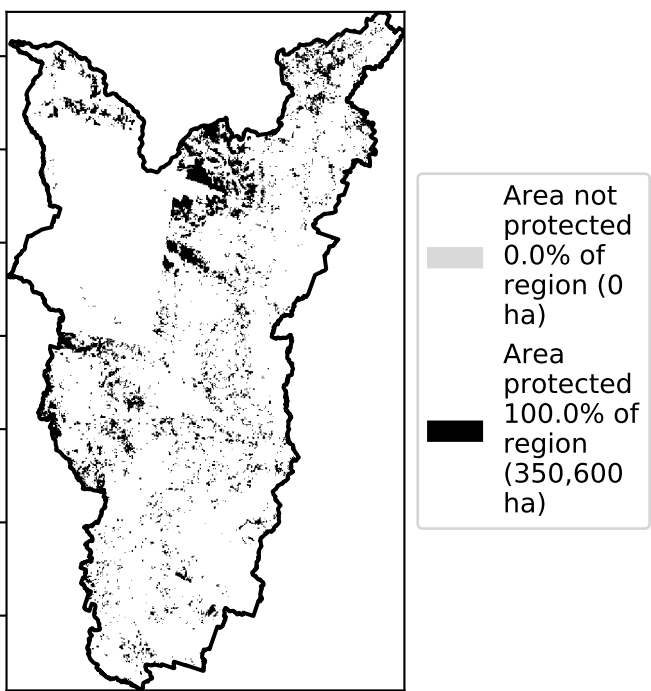 Area not
protected
0.0% of
region (0
ha)
Area
protected
100.0% of
region
(350,600
ha)